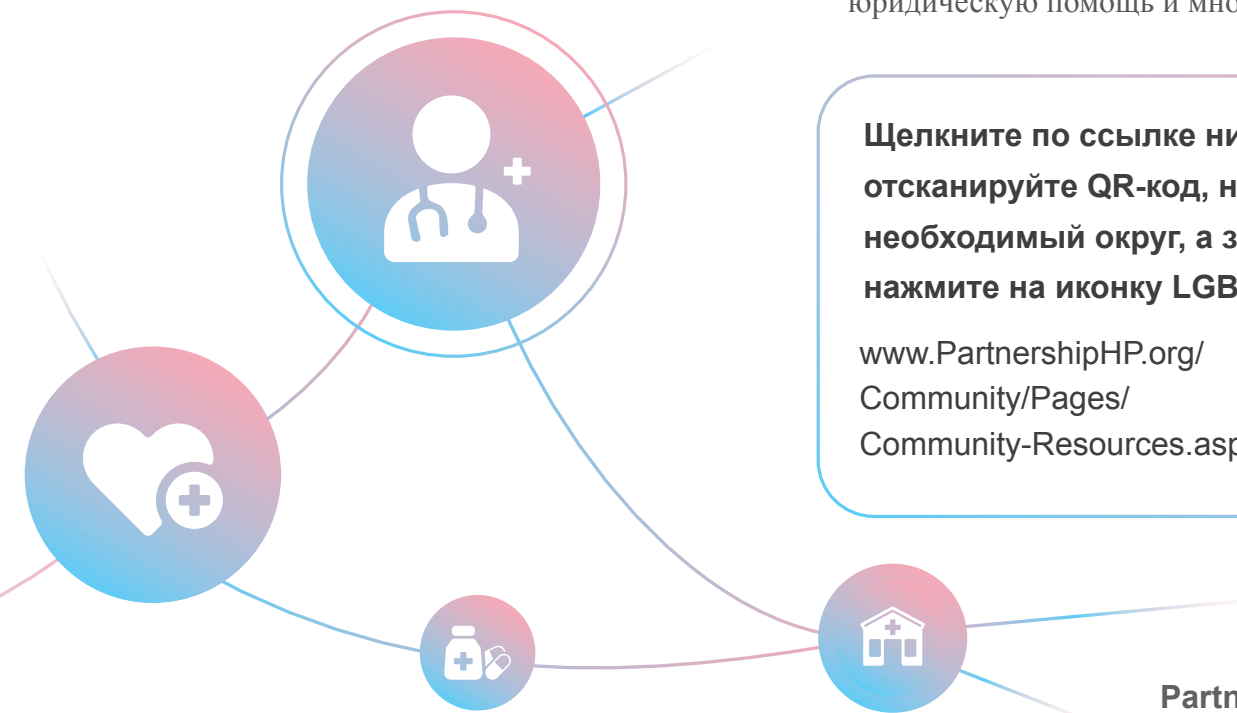 юридическую помощь и мно
Щелкните по ссылке ни
отсканируйте QR-код, н
необходимый округ, а з
нажмите на иконку LGB
www.PartnershipHP.org/
Community/Pages/
Community-Resources.asp
Partn